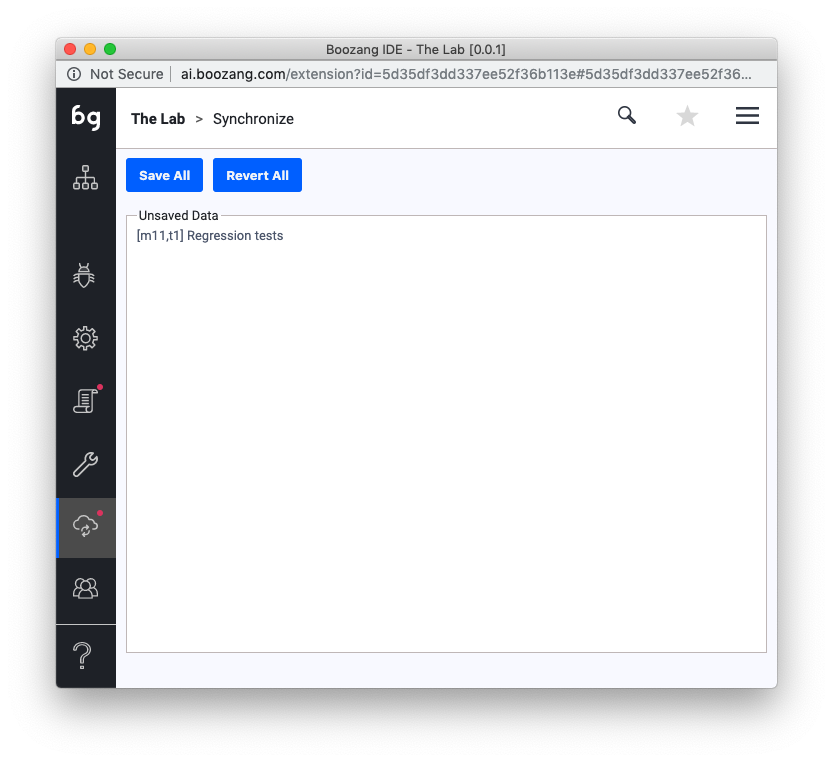 Boozang IDE - The Lab [0.0.1]
Not Secure ai.boozang.com/extension?id=5d35df3dd337ee52f36b113e#5d35df3dd337ee52f36...
bg
The Lab > Synchronize
Save All Revert All
Unsaved Data
[m11,t1] Regression tests